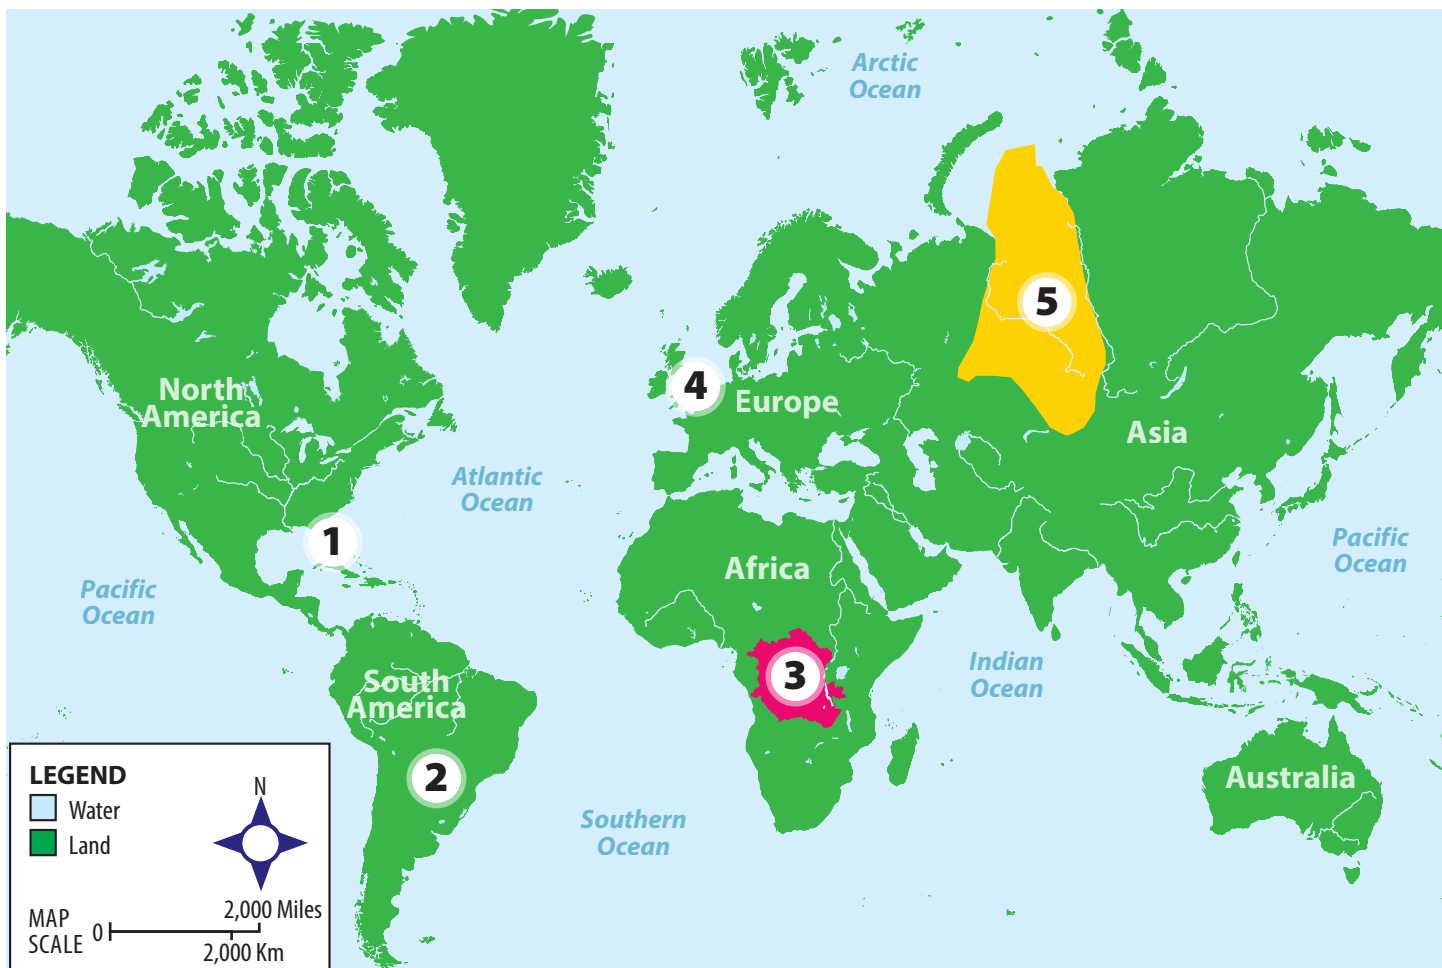 Arctic
Ocean
5
North
America
4
Europe
Asia
Atlantic
Ocean
1
Pacific
Ocean
Africa
Pacific
Ocean
3
Indian
Ocean
South
America
2
Australia
Southern
Ocean
LEGEND
Water
Land
N
MAP
SCALE
0
2,000 Miles
2,000 Km